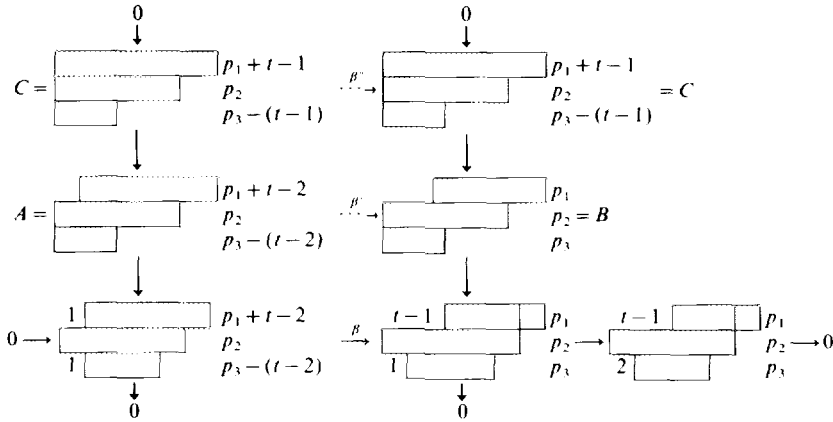 0 0
C = p₁ + t − 1 β″ p₁ + t − 1
p₂ p₂ = C
p₃ − (t − 1) p₃ − (t − 1)
p₁ + t − 2 p₁
A = p₂ β′ p₂ = B
p₃ − (t − 2) p₃
1 p₁ + t − 2 t − 1 p₁ t − 1 p₁
0 → p₂ β → p₂ → p₂ → 0
1 p₃ − (t − 2) 1 p₃ 2 p₃
0 0